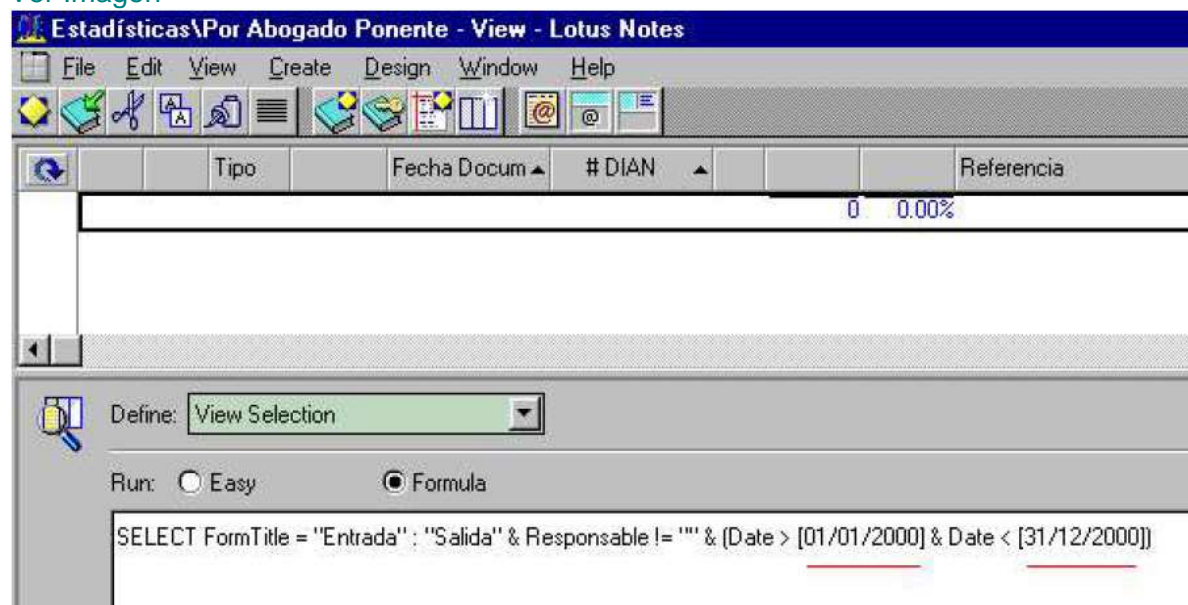 Ver imagen
Estadísticas\Por Abogado Ponente - View - Lotus Notes
File Edit View Create Design Window Help
Tipo Fecha Docum # DIAN Referencia
0 0.00%
Define: View Selection
Run: Easy Formula
SELECT FormTitle = "Entrada" : "Salida" & Responsable != "" & (Date > [01/01/2000] & Date < [31/12/2000])